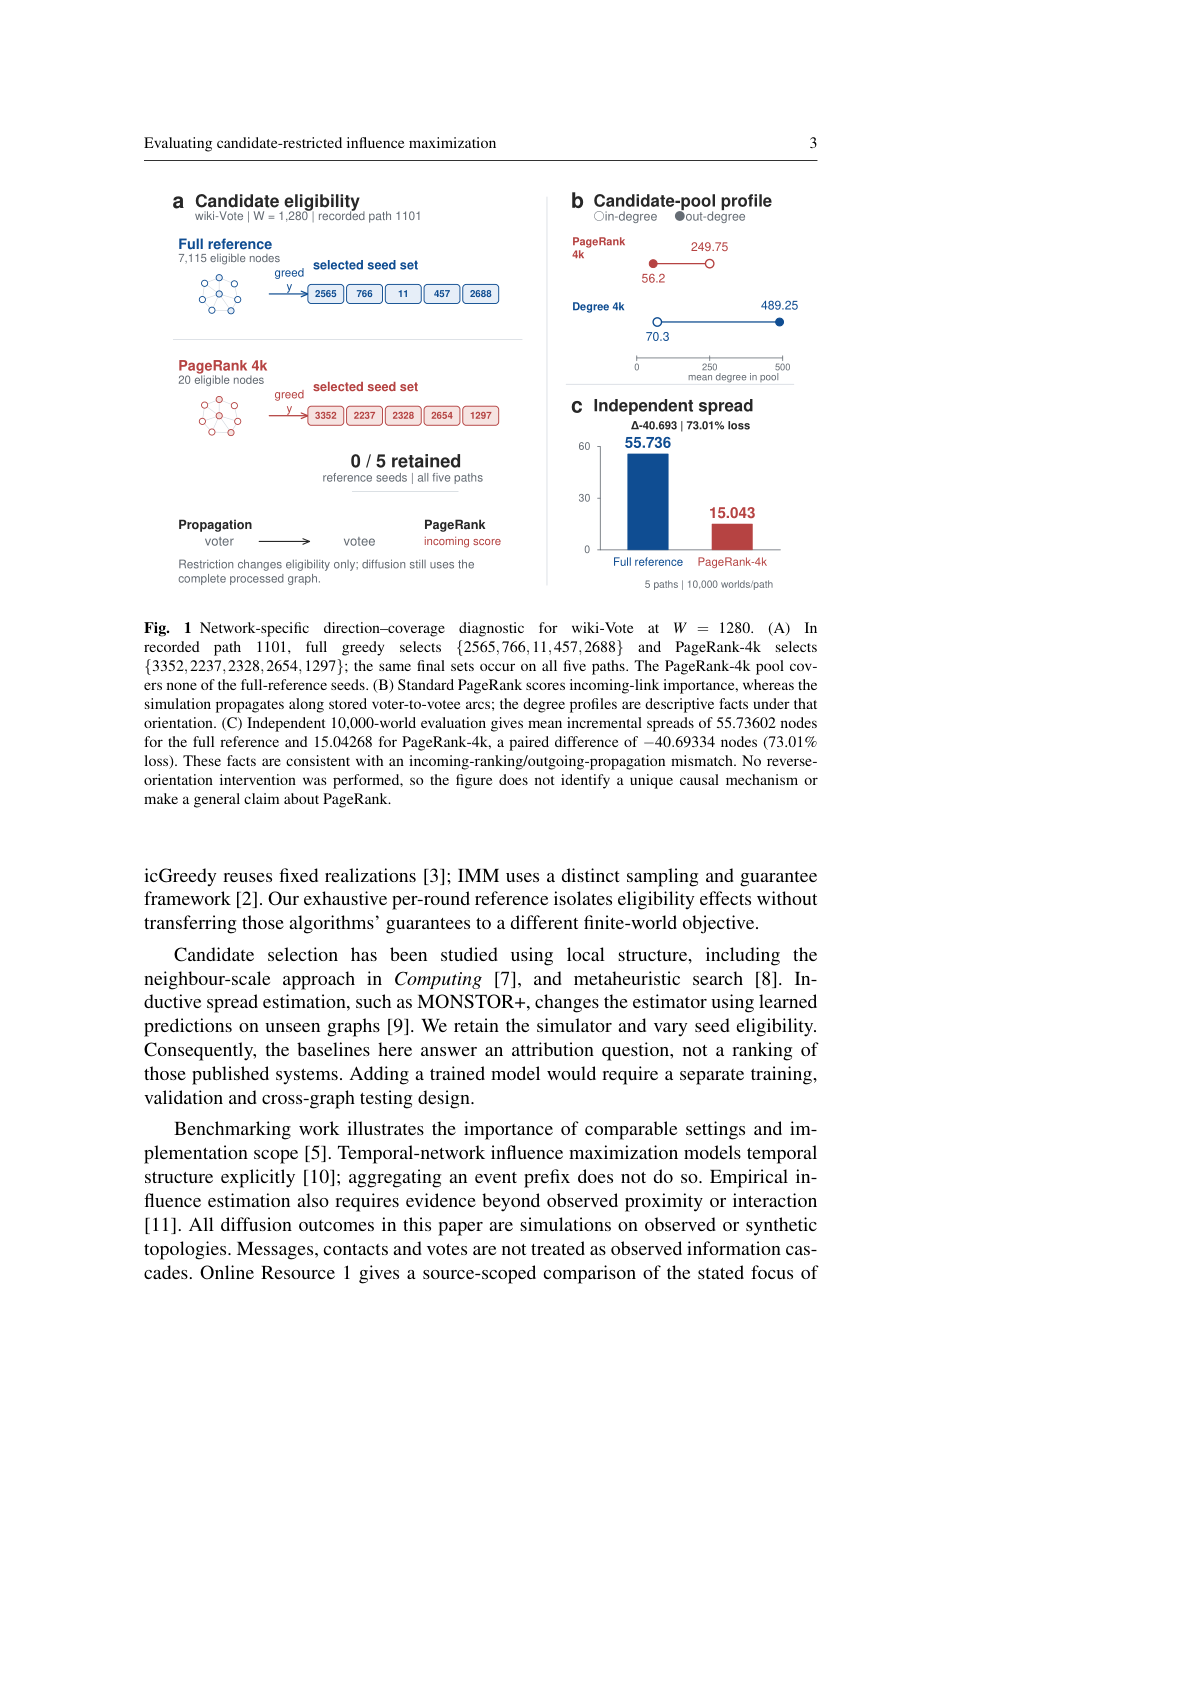 Evaluating candidate-restricted influence maximization 3
a Candidate eligibility
wiki-Vote | W = 1,280 | recorded path 1101
Full reference
7,115 eligible nodes
greed
y
selected seed set
2565 766 11 457 2688
PageRank 4k
20 eligible nodes
greed
y
selected seed set
3352 2237 2328 2654 1297
0 / 5 retained
reference seeds | all five paths
Propagation PageRank
voter votee incoming score
Restriction changes eligibility only; diffusion still uses the
complete processed graph.
b Candidate-pool profile
in-degree out-degree
PageRank
4k
249.75
56.2
Degree 4k
489.25
70.3
0 250 500
mean degree in pool
c Independent spread
Δ-40.693 | 73.01% loss
60
55.736
30
15.043
0
Full reference PageRank-4k
5 paths | 10,000 worlds/path
Fig. 1 Network-specific direction–coverage diagnostic for wiki-Vote at W = 1280. (A) In
recorded path 1101, full greedy selects {2565,766,11,457,2688} and PageRank-4k selects
{3352,2237,2328,2654,1297}; the same final sets occur on all five paths. The PageRank-4k pool cov-
ers none of the full-reference seeds. (B) Standard PageRank scores incoming-link importance, whereas the
simulation propagates along stored voter-to-votee arcs; the degree profiles are descriptive facts under that
orientation. (C) Independent 10,000-world evaluation gives mean incremental spreads of 55.73602 nodes
for the full reference and 15.04268 for PageRank-4k, a paired difference of −40.69334 nodes (73.01%
loss). These facts are consistent with an incoming-ranking/outgoing-propagation mismatch. No reverse-
orientation intervention was performed, so the figure does not identify a unique causal mechanism or
make a general claim about PageRank.
icGreedy reuses fixed realizations [3]; IMM uses a distinct sampling and guarantee
framework [2]. Our exhaustive per-round reference isolates eligibility effects without
transferring those algorithms’ guarantees to a different finite-world objective.
Candidate selection has been studied using local structure, including the
neighbour-scale approach in Computing [7], and metaheuristic search [8]. In-
ductive spread estimation, such as MONSTOR+, changes the estimator using learned
predictions on unseen graphs [9]. We retain the simulator and vary seed eligibility.
Consequently, the baselines here answer an attribution question, not a ranking of
those published systems. Adding a trained model would require a separate training,
validation and cross-graph testing design.
Benchmarking work illustrates the importance of comparable settings and im-
plementation scope [5]. Temporal-network influence maximization models temporal
structure explicitly [10]; aggregating an event prefix does not do so. Empirical in-
fluence estimation also requires evidence beyond observed proximity or interaction
[11]. All diffusion outcomes in this paper are simulations on observed or synthetic
topologies. Messages, contacts and votes are not treated as observed information cas-
cades. Online Resource 1 gives a source-scoped comparison of the stated focus of